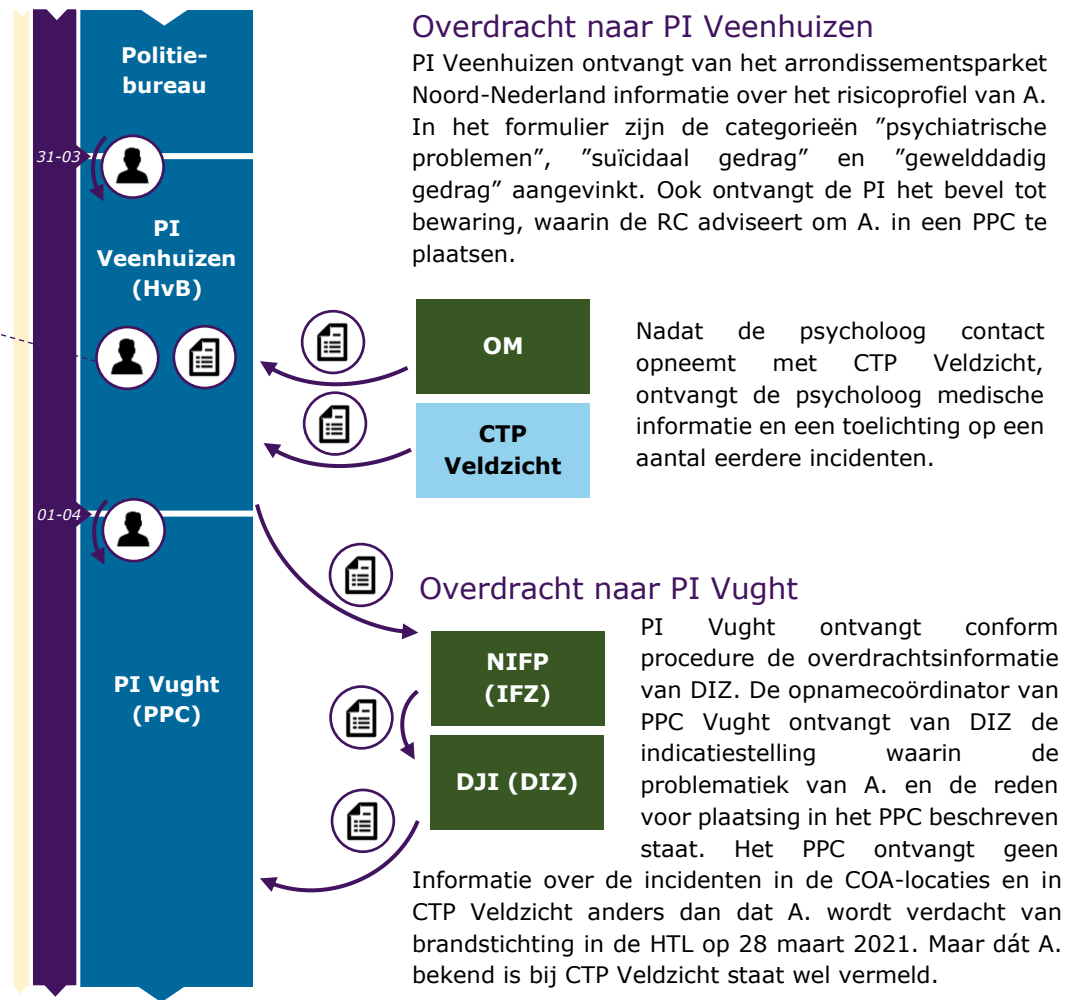 Overdracht naar PI Veenhuizen
PI Veenhuizen ontvangt van het arrondissementsparket
Noord-Nederland informatie over het risicoprofiel van A.
In het formulier zijn de categorieën ”psychiatrische
problemen”, ”suïcidaal gedrag” en ”gewelddadig
gedrag” aangevinkt. Ook ontvangt de PI het bevel tot
bewaring, waarin de RC adviseert om A. in een PPC te
plaatsen.
Politie-
bureau
31-03
PI
Veenhuizen
(HvB)
OM
CTP
Veldzicht
Nadat de psycholoog contact
opneemt met CTP Veldzicht,
ontvangt de psycholoog medische
informatie en een toelichting op een
aantal eerdere incidenten.
01-04
PI Vught
(PPC)
Overdracht naar PI Vught
NIFP
(IFZ)
DJI (DIZ)
PI Vught ontvangt conform
procedure de overdrachtsinformatie
van DIZ. De opnamecoördinator van
PPC Vught ontvangt van DIZ de
indicatiestelling waarin de
problematiek van A. en de reden
voor plaatsing in het PPC beschreven
staat. Het PPC ontvangt geen
Informatie over de incidenten in de COA-locaties en in
CTP Veldzicht anders dan dat A. wordt verdacht van
brandstichting in de HTL op 28 maart 2021. Maar dát A.
bekend is bij CTP Veldzicht staat wel vermeld.